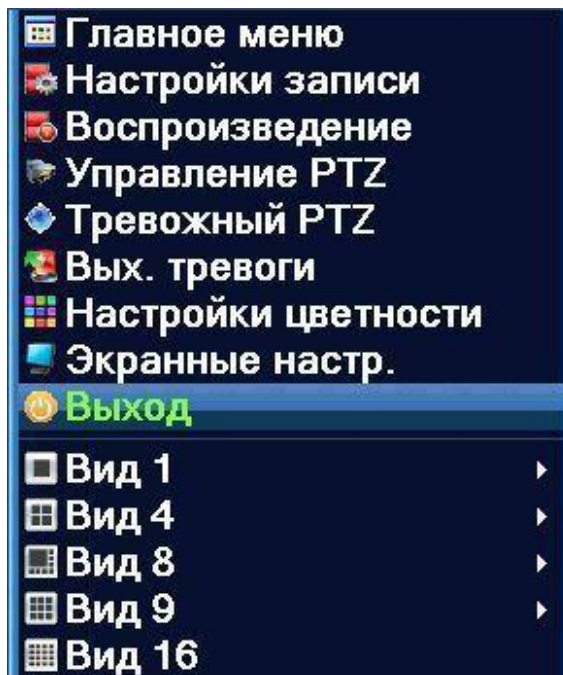 Главное меню
Настройки записи
Воспроизведение
Управление PTZ
Тревожный PTZ
Вых. тревоги
Настройки цветности
Экранные настр.
Выход
Вид 1
Вид 4
Вид 8
Вид 9
Вид 16